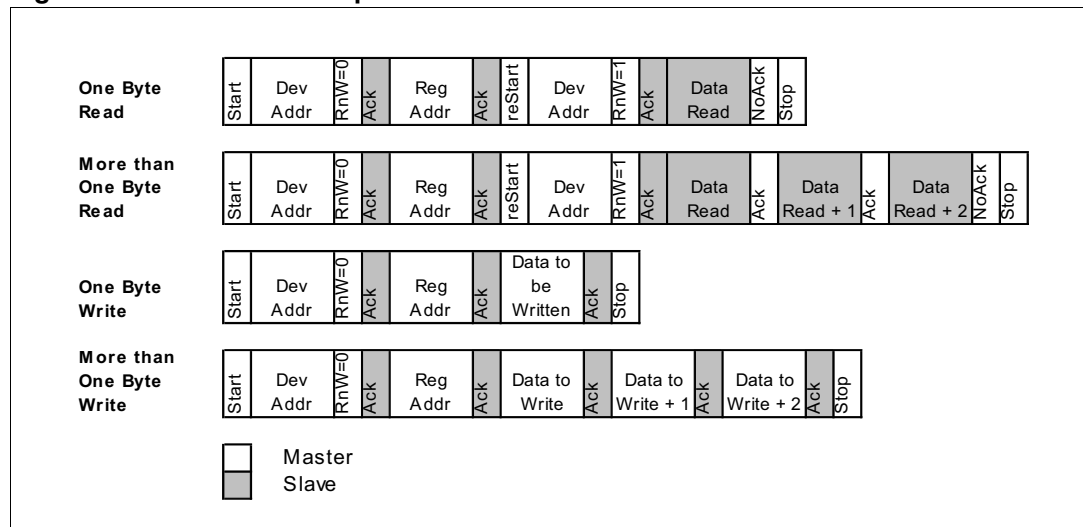 One Byte
Read
Start
Dev
Addr
RnW=0
Ack
Reg
Addr
Ack
reStart
Dev
Addr
RnW=1
Ack
Data
Read
NoAck
Stop
More than
One Byte
Read
Start
Dev
Addr
RnW=0
Ack
Reg
Addr
Ack
reStart
Dev
Addr
RnW=1
Ack
Data
Read
Ack
Data
Read + 1
Ack
Data
Read + 2
NoAck
Stop
One Byte
Write
Start
Dev
Addr
RnW=0
Ack
Reg
Addr
Ack
Data to
be
Written
Ack
Stop
More than
One Byte
Write
Start
Dev
Addr
RnW=0
Ack
Reg
Addr
Ack
Data to
Write
Ack
Data to
Write + 1
Ack
Data to
Write + 2
Ack
Stop
Master
Slave